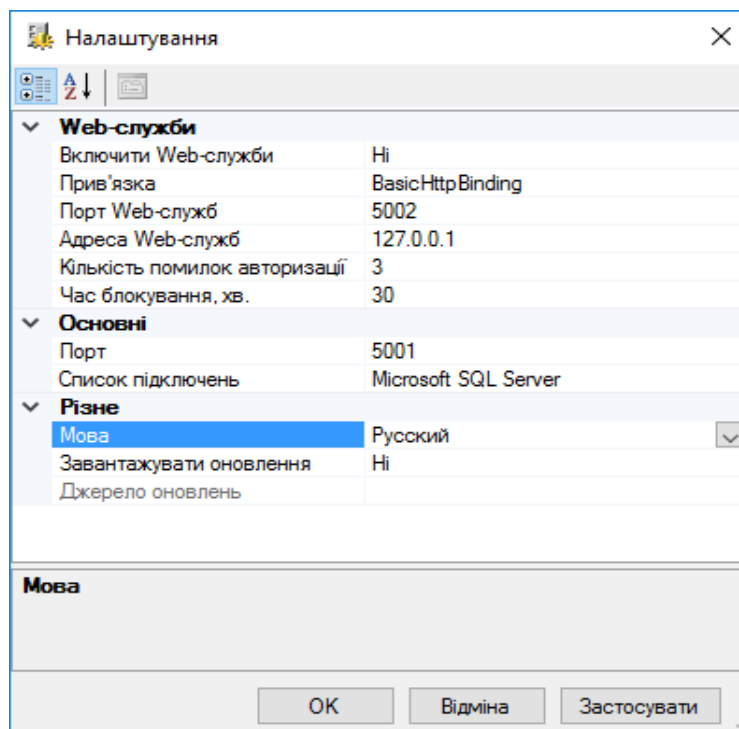 Налаштування
Web-служби
Включити Web-служби Ні
Прив'язка BasicHttpBinding
Порт Web-служб 5002
Адреса Web-служб 127.0.0.1
Кількість помилок авторизації 3
Час блокування, хв. 30
Основні
Порт 5001
Список підключень Microsoft SQL Server
Різне
Мова Русский
Завантажувати оновлення Ні
Джерело оновлень
Мова
OK Відміна Застосувати